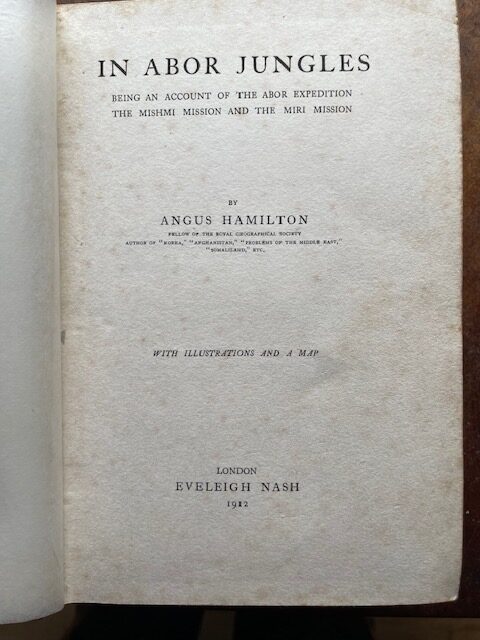 IN ABOR JUNGLES
BEING AN ACCOUNT OF THE ABOR EXPEDITION
THE MISHMI MISSION AND THE MIRI MISSION
BY
ANGUS HAMILTON
FELLOW OF THE ROYAL GEOGRAPHICAL SOCIETY
AUTHOR OF "KOREA," "AFGHANISTAN," "PROBLEMS OF THE MIDDLE EAST,"
"SOMALILAND," ETC.
WITH ILLUSTRATIONS AND A MAP
LONDON
EVELEIGH NASH
1912